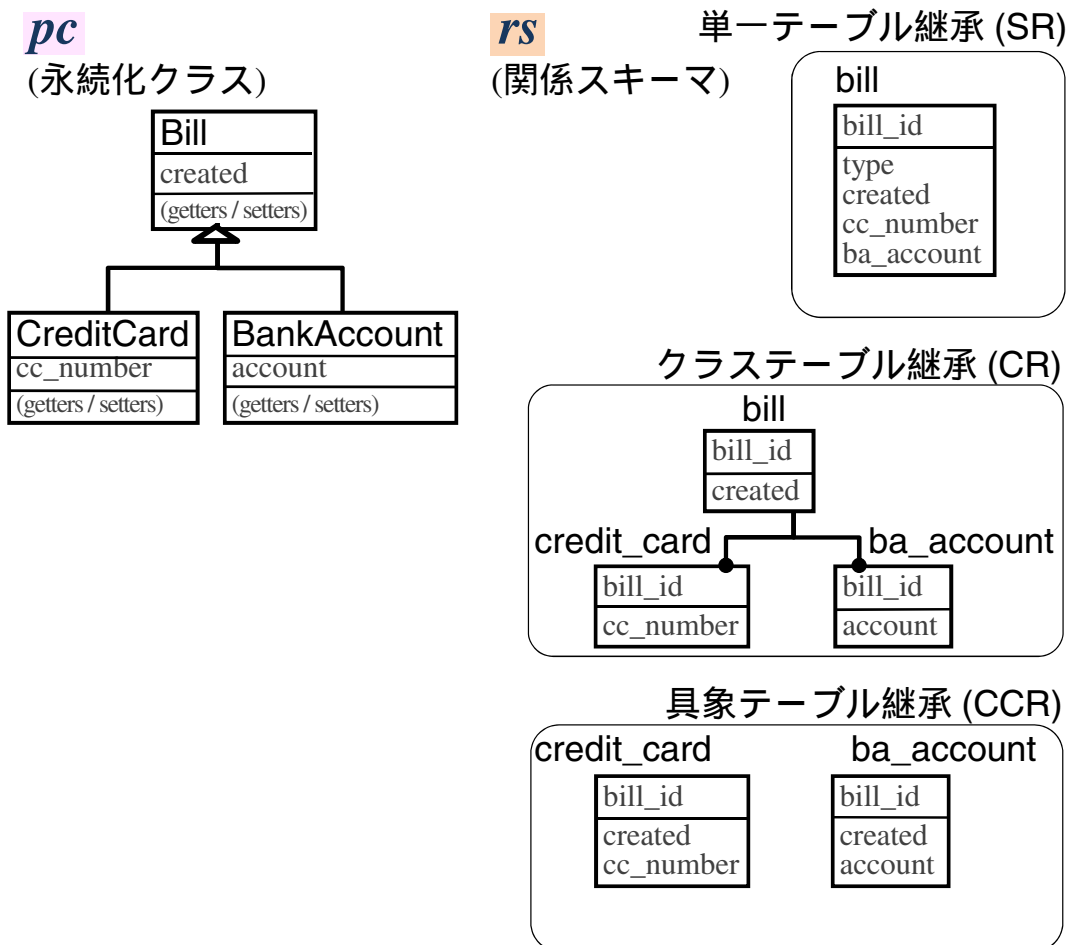 pc
(永続化クラス)
Bill
created
(getters / setters)
CreditCard
cc_number
(getters / setters)
BankAccount
account
(getters / setters)
rs
(関係スキーマ)
単一テーブル継承 (SR)
bill
bill_id
type
created
cc_number
ba_account
クラステーブル継承 (CR)
bill
bill_id
created
credit_card
bill_id
cc_number
ba_account
bill_id
account
具象テーブル継承 (CCR)
credit_card
bill_id
created
cc_number
ba_account
bill_id
created
account